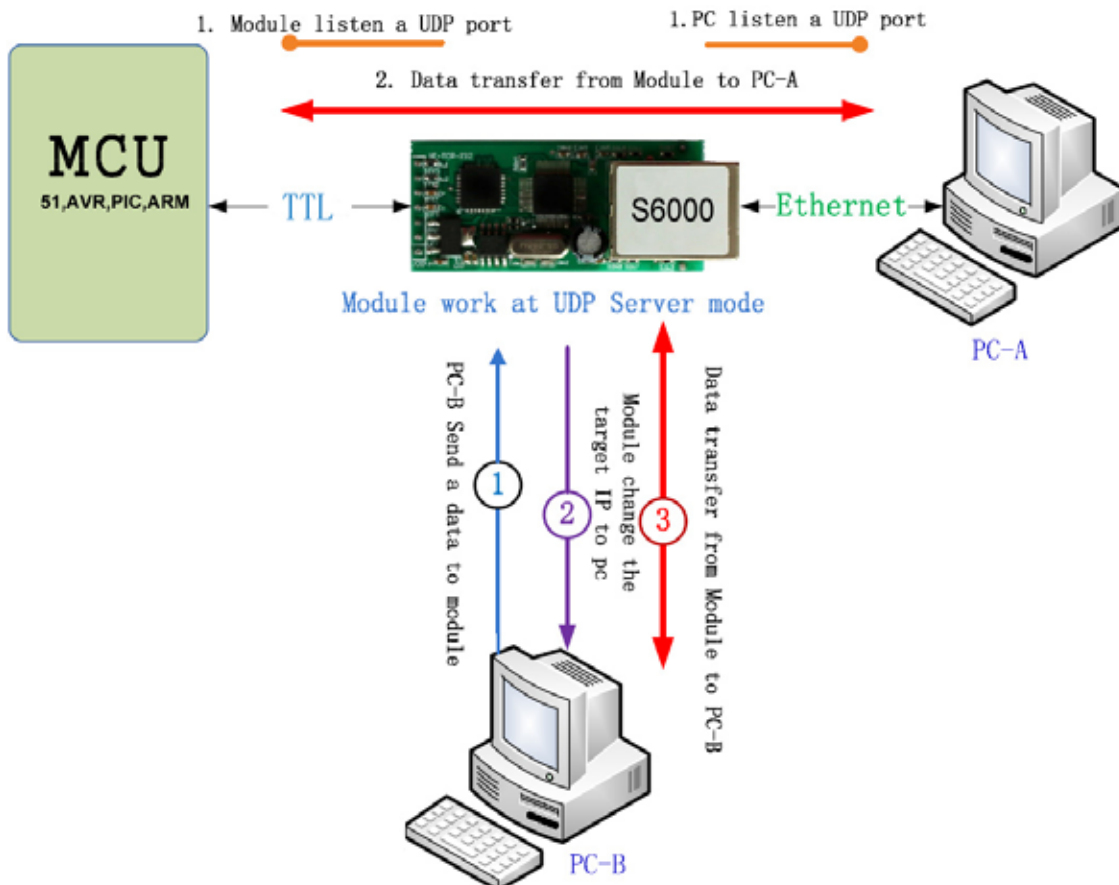 1. Module listen a UDP port
1.PC listen a UDP port
2. Data transfer from Module to PC-A
MCU
51,AVR,PIC,ARM
TTL
S6000
Ethernet
Module work at UDP Server mode
PC-A
PC-B Send a data to module
1
2
Module change the
target IP to pc
3
Data transfer from Module to PC-B
PC-B